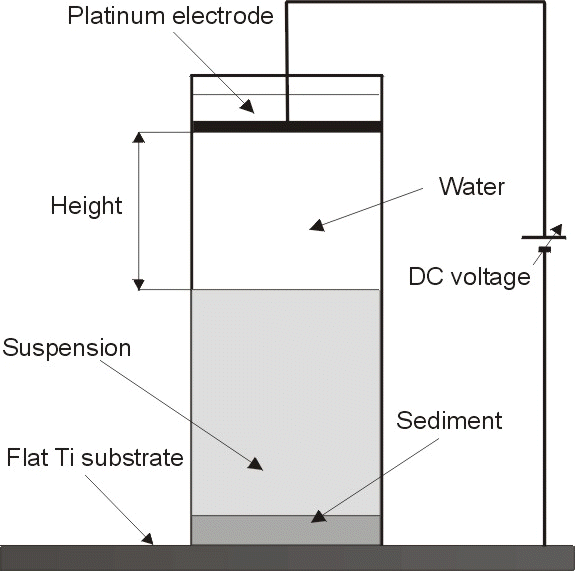 Platinum electrode
Water
Height
DC voltage
Suspension
Sediment
Flat Ti substrate